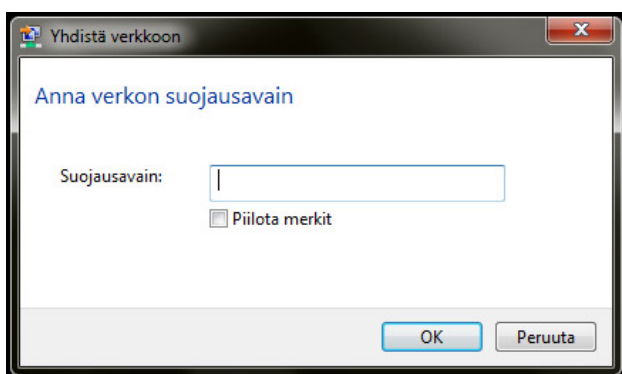 Yhdistä verkkoon
Anna verkon suojausavain
Suojausavain:
Piilota merkit
OK Peruuta